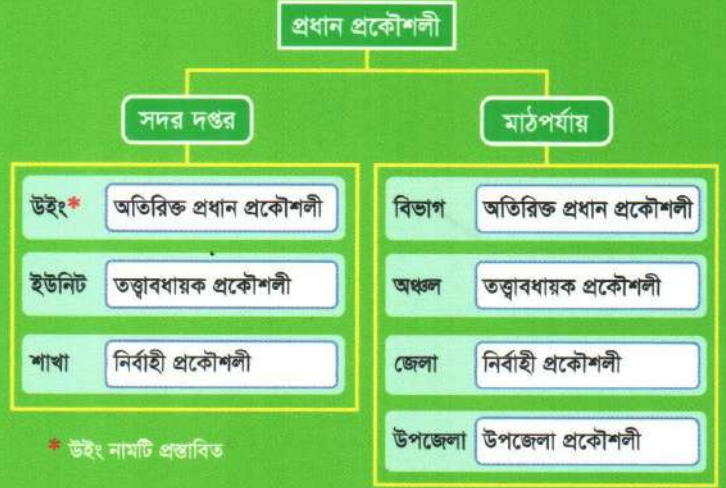 প্রধান প্রকৌশলী
সদর দপ্তর
উইং* অতিরিক্ত প্রধান প্রকৌশলী
ইউনিট তত্ত্বাবধায়ক প্রকৌশলী
শাখা নির্বাহী প্রকৌশলী
* উইং নামটি প্রস্তাবিত
মাঠপর্যায়
বিভাগ অতিরিক্ত প্রধান প্রকৌশলী
অঞ্চল তত্ত্বাবধায়ক প্রকৌশলী
জেলা নির্বাহী প্রকৌশলী
উপজেলা উপজেলা প্রকৌশলী